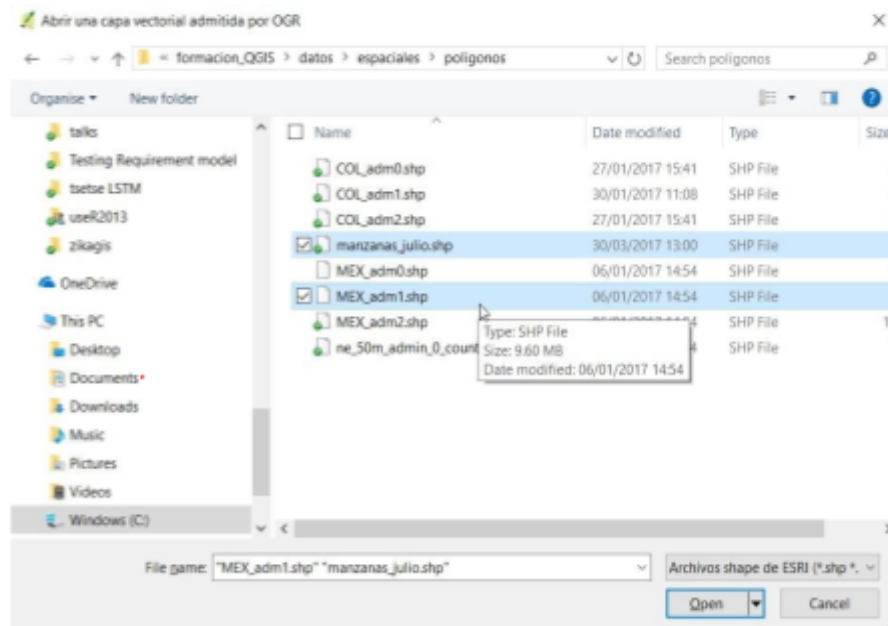 Abrir una capa vectorial admitida por OGR
« formacion_QGIS > datos > espaciales > poligonos
Search poligonos
Organise
New folder
talks
Testing Requirement model
tsetse LSTM
useR2013
zikagis
OneDrive
This PC
Desktop
Documents
Downloads
Music
Pictures
Videos
Windows (C:)
Name Date modified Type Size
COL_adm0.shp 27/01/2017 15:41 SHP File
COL_adm1.shp 30/01/2017 11:08 SHP File
COL_adm2.shp 27/01/2017 15:41 SHP File
manzanas_julio.shp 30/03/2017 13:00 SHP File
MEX_adm0.shp 06/01/2017 14:54 SHP File
MEX_adm1.shp 06/01/2017 14:54 SHP File
MEX_adm2.shp SHP File 1
ne_50m_admin_0_count 4 SHP File
Type: SHP File
Size: 9.60 MB
Date modified: 06/01/2017 14:54
File name: "MEX_adm1.shp" "manzanas_julio.shp"
Archivos shape de ESRI (*.shp *.
Open
Cancel